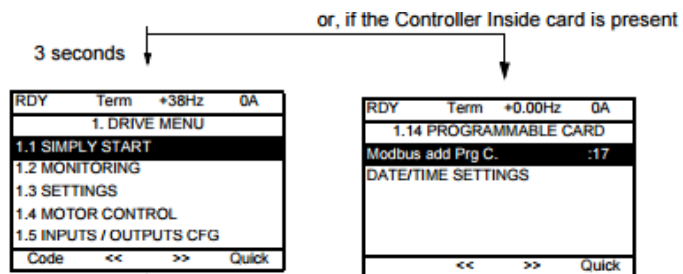 or, if the Controller Inside card is present
3 seconds
RDY Term +38Hz 0A
1. DRIVE MENU
1.1 SIMPLY START
1.2 MONITORING
1.3 SETTINGS
1.4 MOTOR CONTROL
1.5 INPUTS / OUTPUTS CFG
Code << >> Quick
RDY Term +0.00Hz 0A
1.14 PROGRAMMABLE CARD
Modbus add Prg C. :17
DATE/TIME SETTINGS
<< >> Quick